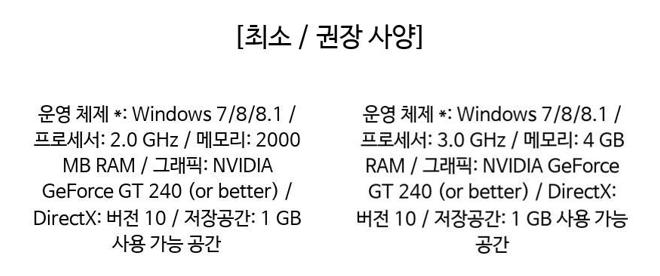 [최소 / 권장 사양]
운영 체제 *: Windows 7/8/8.1 /
프로세서: 2.0 GHz / 메모리: 2000
MB RAM / 그래픽: NVIDIA
GeForce GT 240 (or better) /
DirectX: 버전 10 / 저장공간: 1 GB
사용 가능 공간
운영 체제 *: Windows 7/8/8.1 /
프로세서: 3.0 GHz / 메모리: 4 GB
RAM / 그래픽: NVIDIA GeForce
GT 240 (or better) / DirectX:
버전 10 / 저장공간: 1 GB 사용 가능
공간